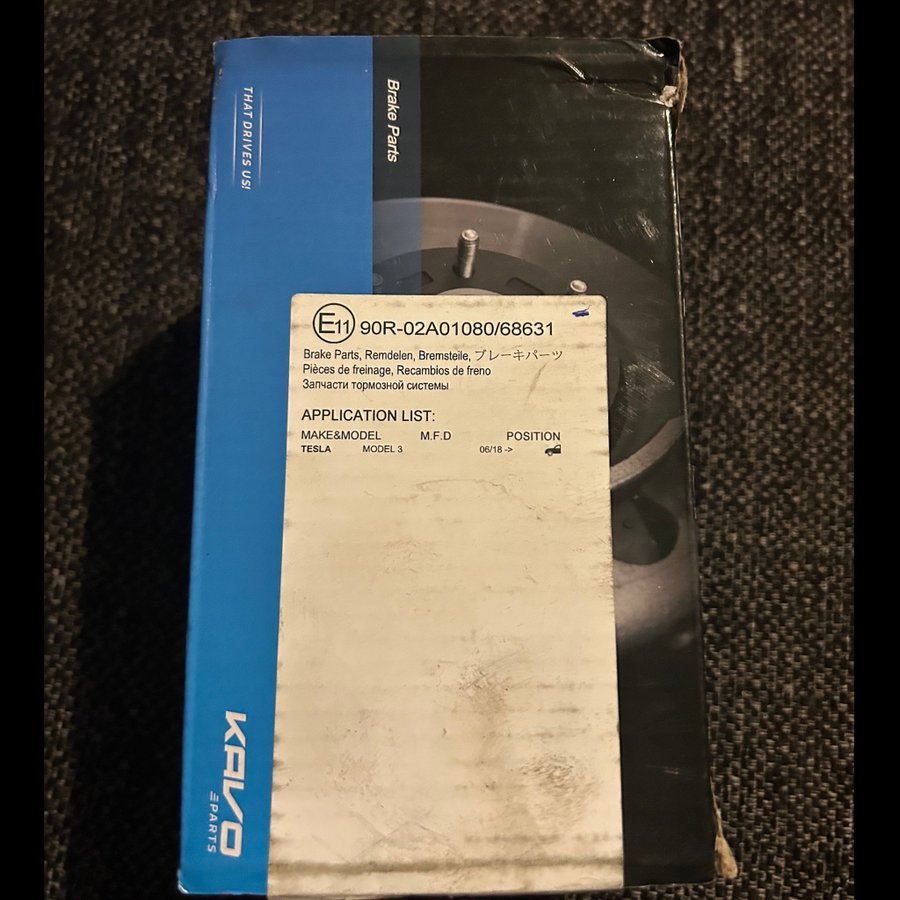 THAT DRIVES US!
Brake Parts
E11 90R-02A01080/68631
Brake Parts, Remdelen, Bremsteile, ブレーキパーツ
Pièces de freinage, Recambios de freno
Запчасти тормозной системы
APPLICATION LIST:
MAKE&MODEL M.F.D POSITION
TESLA MODEL 3 06/18 ->
KAVO
PARTS